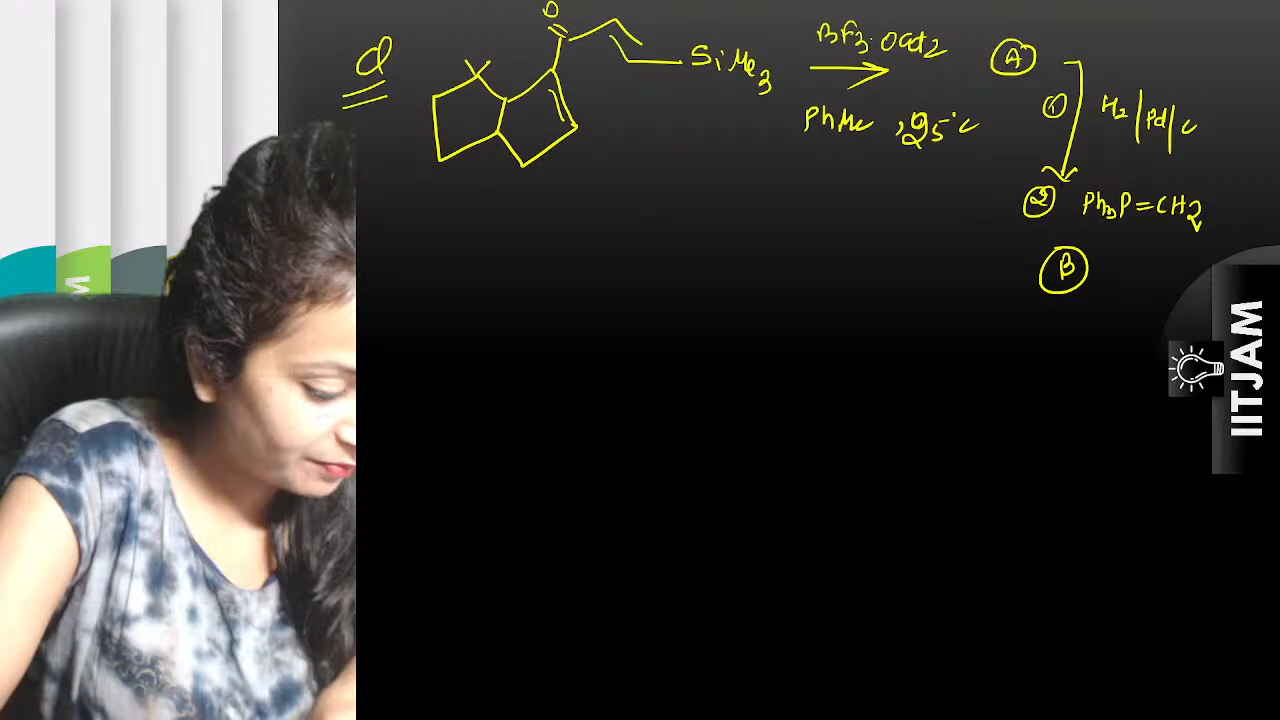 Q
O
SiMe3
BF3·OEt2
PhMe, 25°C
A
① H2/Pd/C
② Ph3P=CH2
B
IITJAM
M